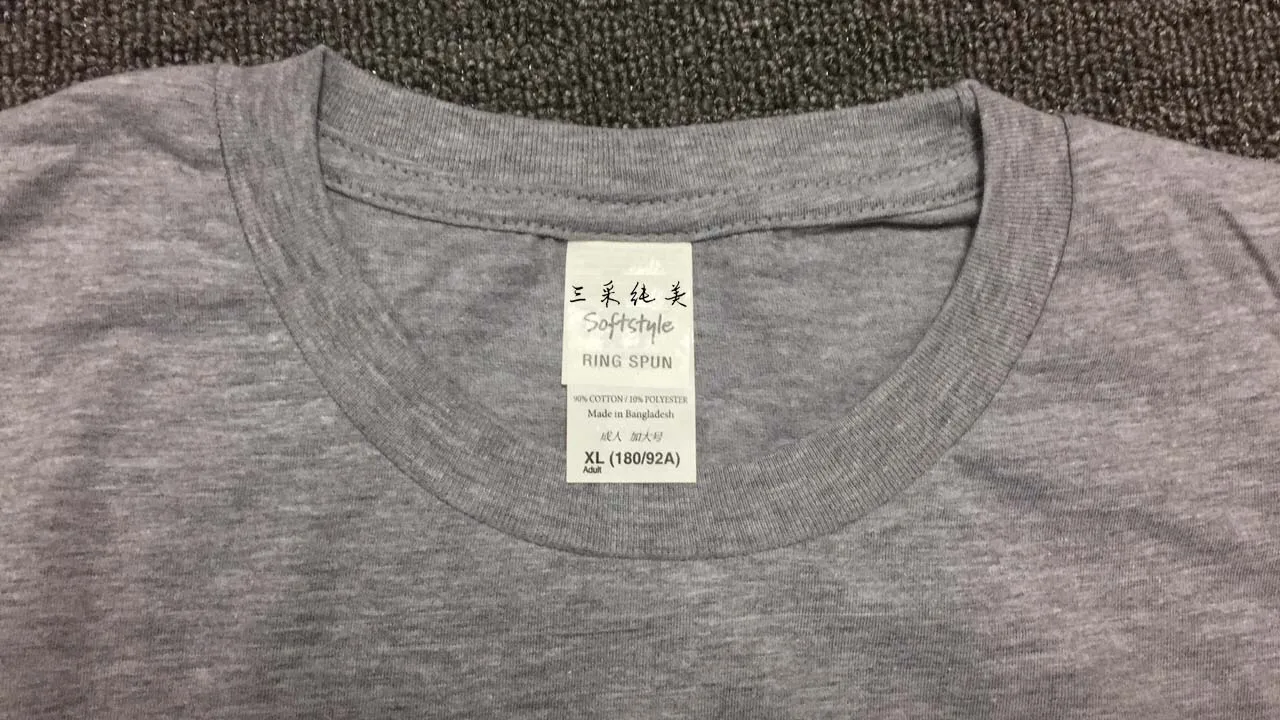 三采纯美
Softstyle
RING SPUN
90% COTTON / 10% POLYESTER
Made in Bangladesh
成人 加大号
XL (180/92A)
Adult